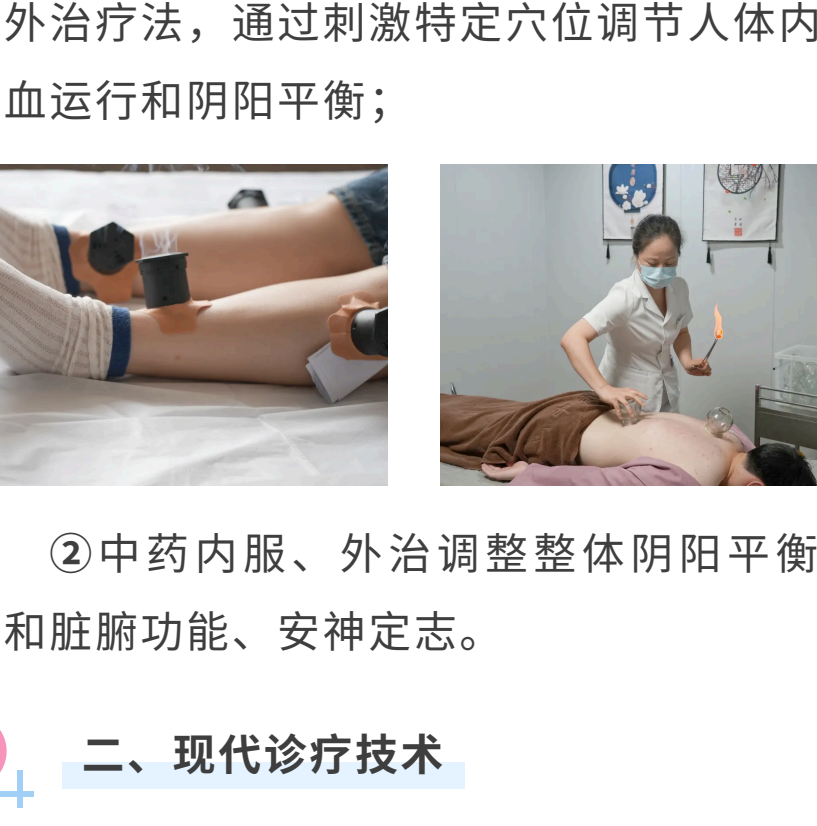 外治疗法，通过刺激特定穴位调节人体内
血运行和阴阳平衡；
②中药内服、外治调整整体阴阳平衡
和脏腑功能、安神定志。
二、现代诊疗技术